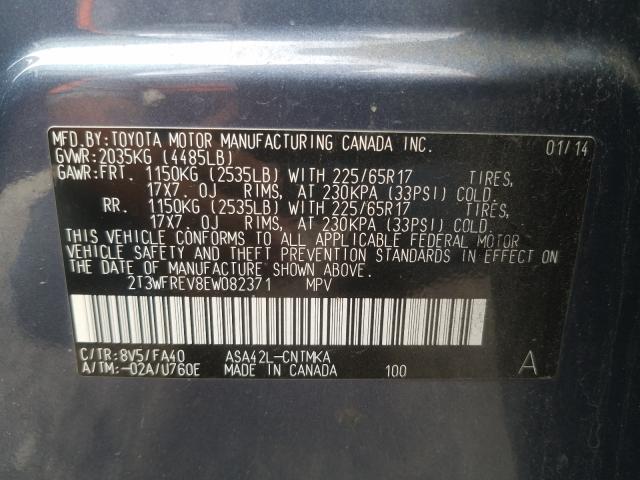 MFD.BY:TOYOTA MOTOR MANUFACTURING CANADA INC. 01/14
GVWR:2035KG (4485LB)
GAWR:FRT. 1150KG (2535LB) WITH 225/65R17 TIRES,
17X7.0J RIMS, AT 230KPA (33PSI) COLD
RR. 1150KG (2535LB) WITH 225/65R17 TIRES,
17X7.0J RIMS, AT 230KPA (33PSI) COLD.
THIS VEHICLE CONFORMS TO ALL APPLICABLE FEDERAL MOTOR
VEHICLE SAFETY AND THEFT PREVENTION STANDARDS IN EFFECT ON
THE DATE OF MANUFACTURE SHOWN ABOVE.
2T3WFREV8EW082371 MPV
C/TR:8V5/FA40 ASA42L-CNTMKA
A/TM:-02A/U760E MADE IN CANADA 100 A